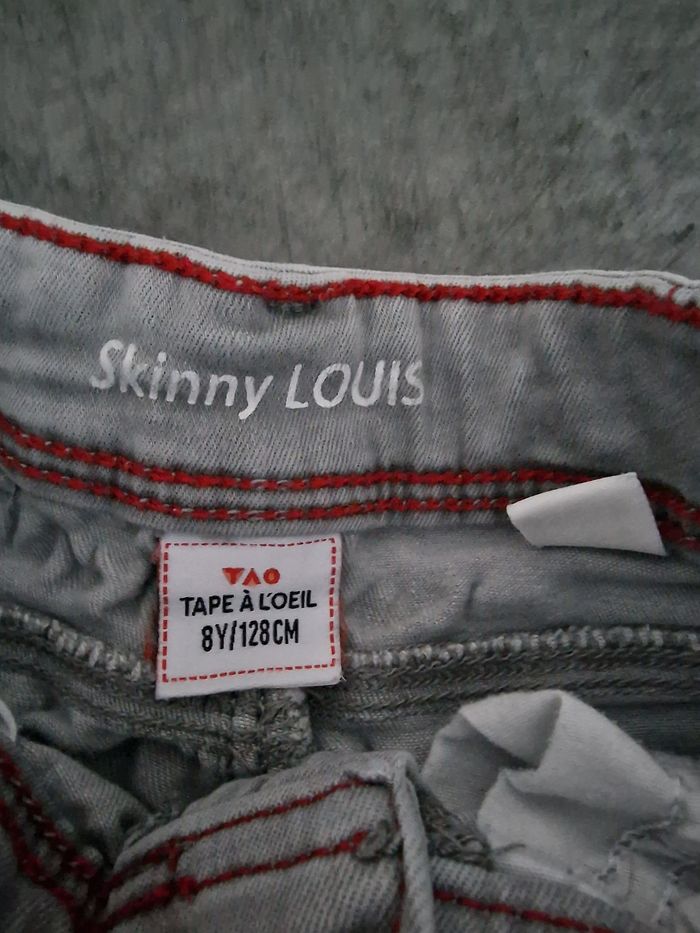 Skinny LOUIS
TAO
TAPE À L'OEIL
8Y/128CM